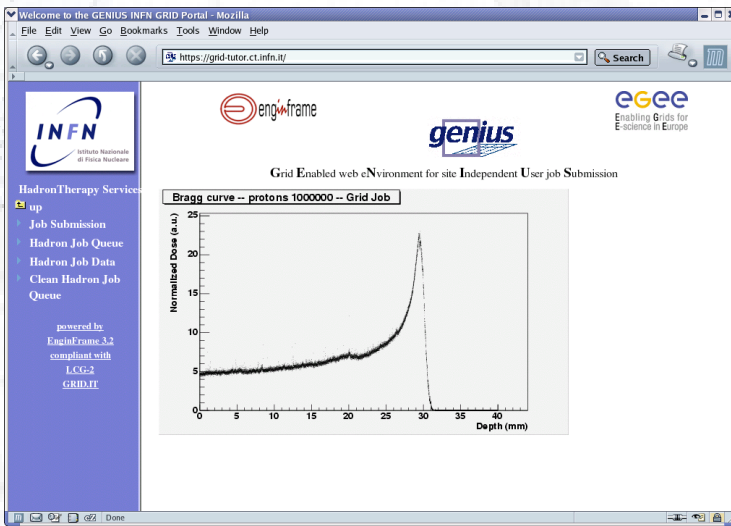 Welcome to the GENIUS INFN GRID Portal - Mozilla
File Edit View Go Bookmarks Tools Window Help
https://grid-tutor.ct.infn.it/
Search
INFN
Istituto Nazionale
di Fisica Nucleare
HadronTherapy Services
up
Job Submission
Hadron Job Queue
Hadron Job Data
Clean Hadron Job
Queue
powered by
EnginFrame 3.2
compliant with
LCG-2
GRID.IT
enginframe
genius
egee
Enabling Grids for
E-science in Europe
Grid Enabled web eNvironment for site Independent User job Submission
Bragg curve -- protons 1000000 -- Grid Job
Normalized Dose (a.u.)
25
20
15
10
5
0
0 5 10 15 20 25 30 35 40
Depth (mm)
Done